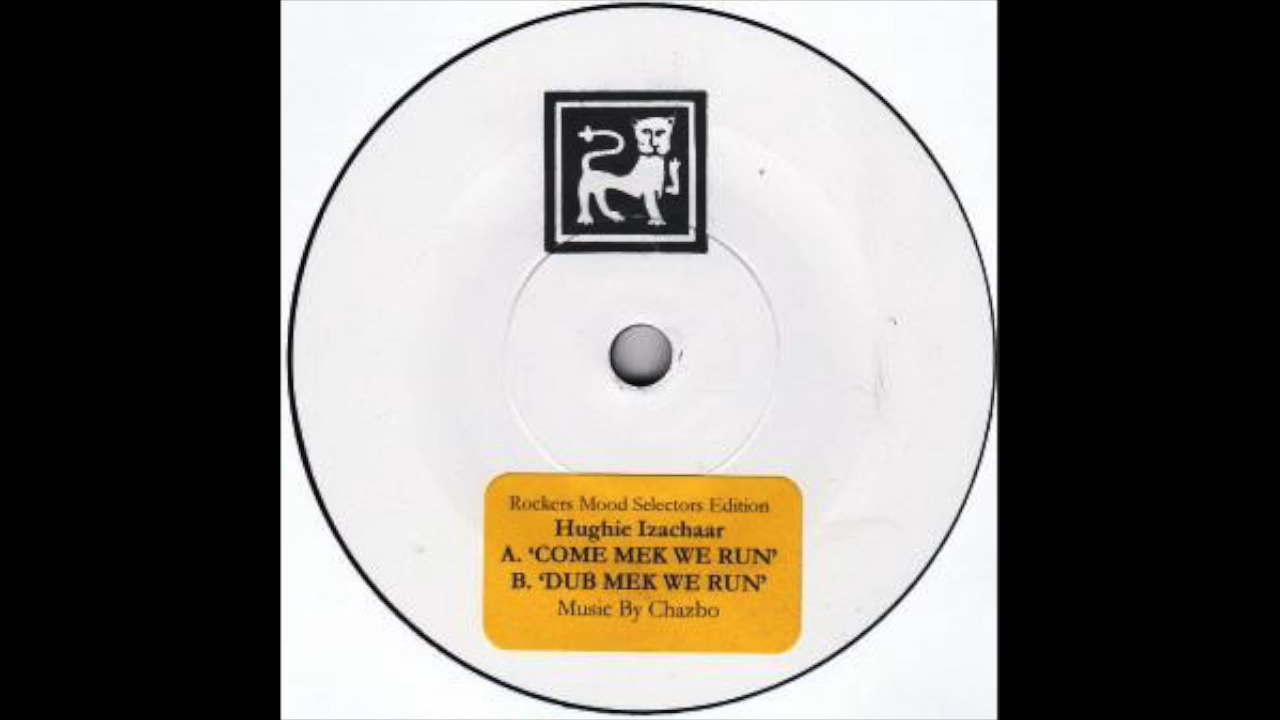 Rockers Mood Selectors Edition
Hughie Izachaar
A. ‘COME MEK WE RUN’
B. ‘DUB MEK WE RUN’
Music By Chazbo